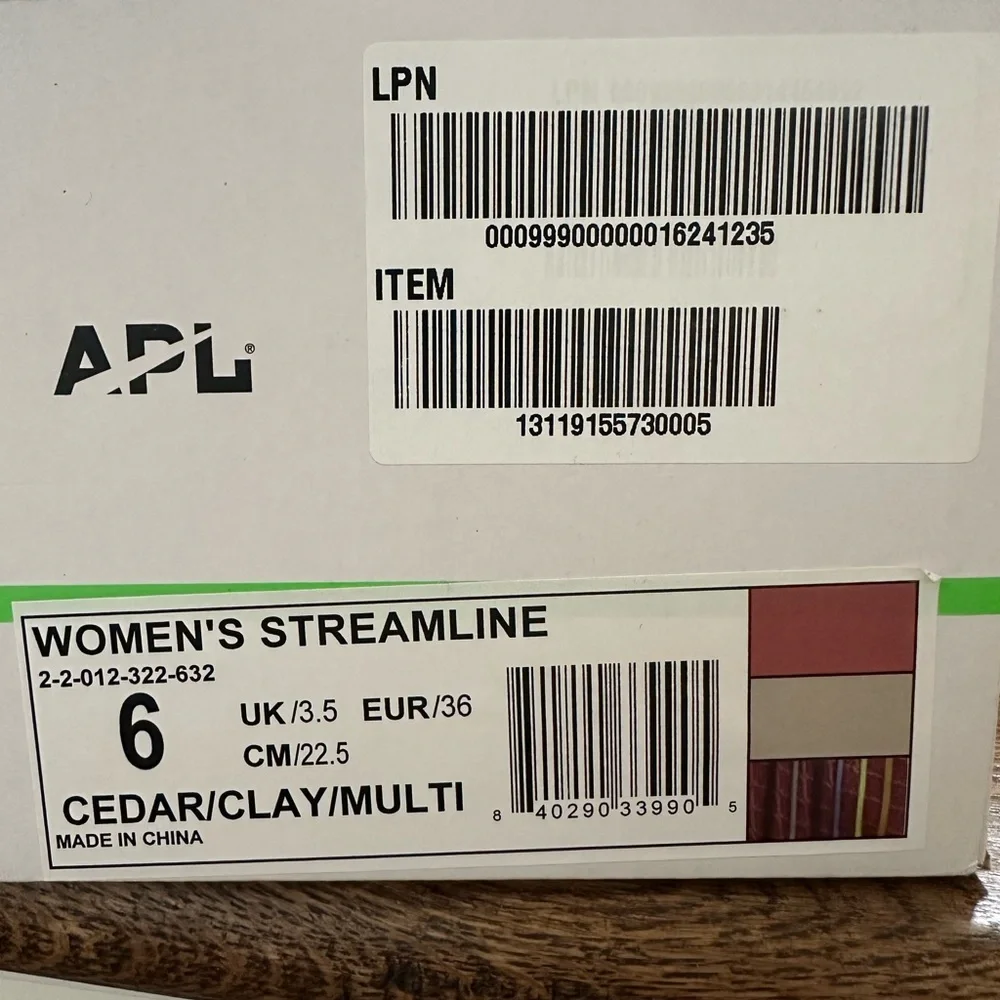 LPN
00099900000016241235
ITEM
13119155730005
APL®
WOMEN'S STREAMLINE
2-2-012-322-632
6
UK/3.5 EUR/36
CM/22.5
CEDAR/CLAY/MULTI
MADE IN CHINA
8 40290 33990 5